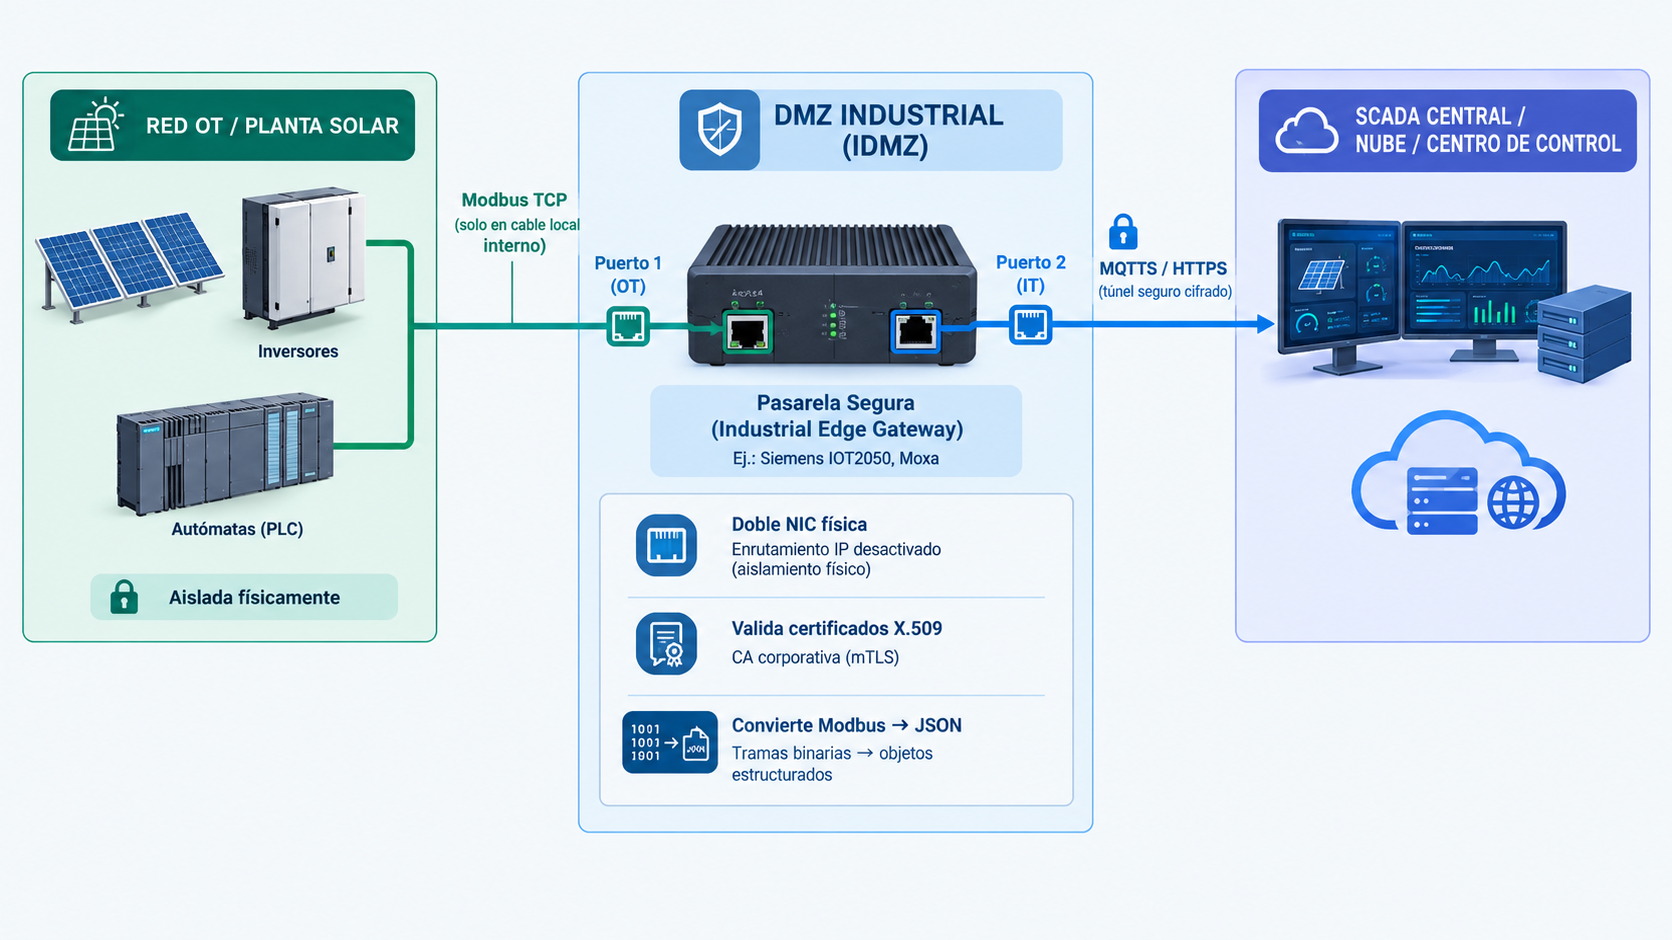 RED OT / PLANTA SOLAR
Inversores
Autómatas (PLC)
Aislada físicamente
Modbus TCP
(solo en cable local
interno)
DMZ INDUSTRIAL
(IDMZ)
Puerto 1
(OT)
Puerto 2
(IT)
Pasarela Segura
(Industrial Edge Gateway)
Ej.: Siemens IOT2050, Moxa
Doble NIC física
Enrutamiento IP desactivado
(aislamiento físico)
Valida certificados X.509
CA corporativa (mTLS)
1001
1001
1901
Convierte Modbus → JSON
Tramas binarias → objetos
estructurados
MQTTS / HTTPS
(túnel seguro cifrado)
SCADA CENTRAL /
NUBE / CENTRO DE CONTROL